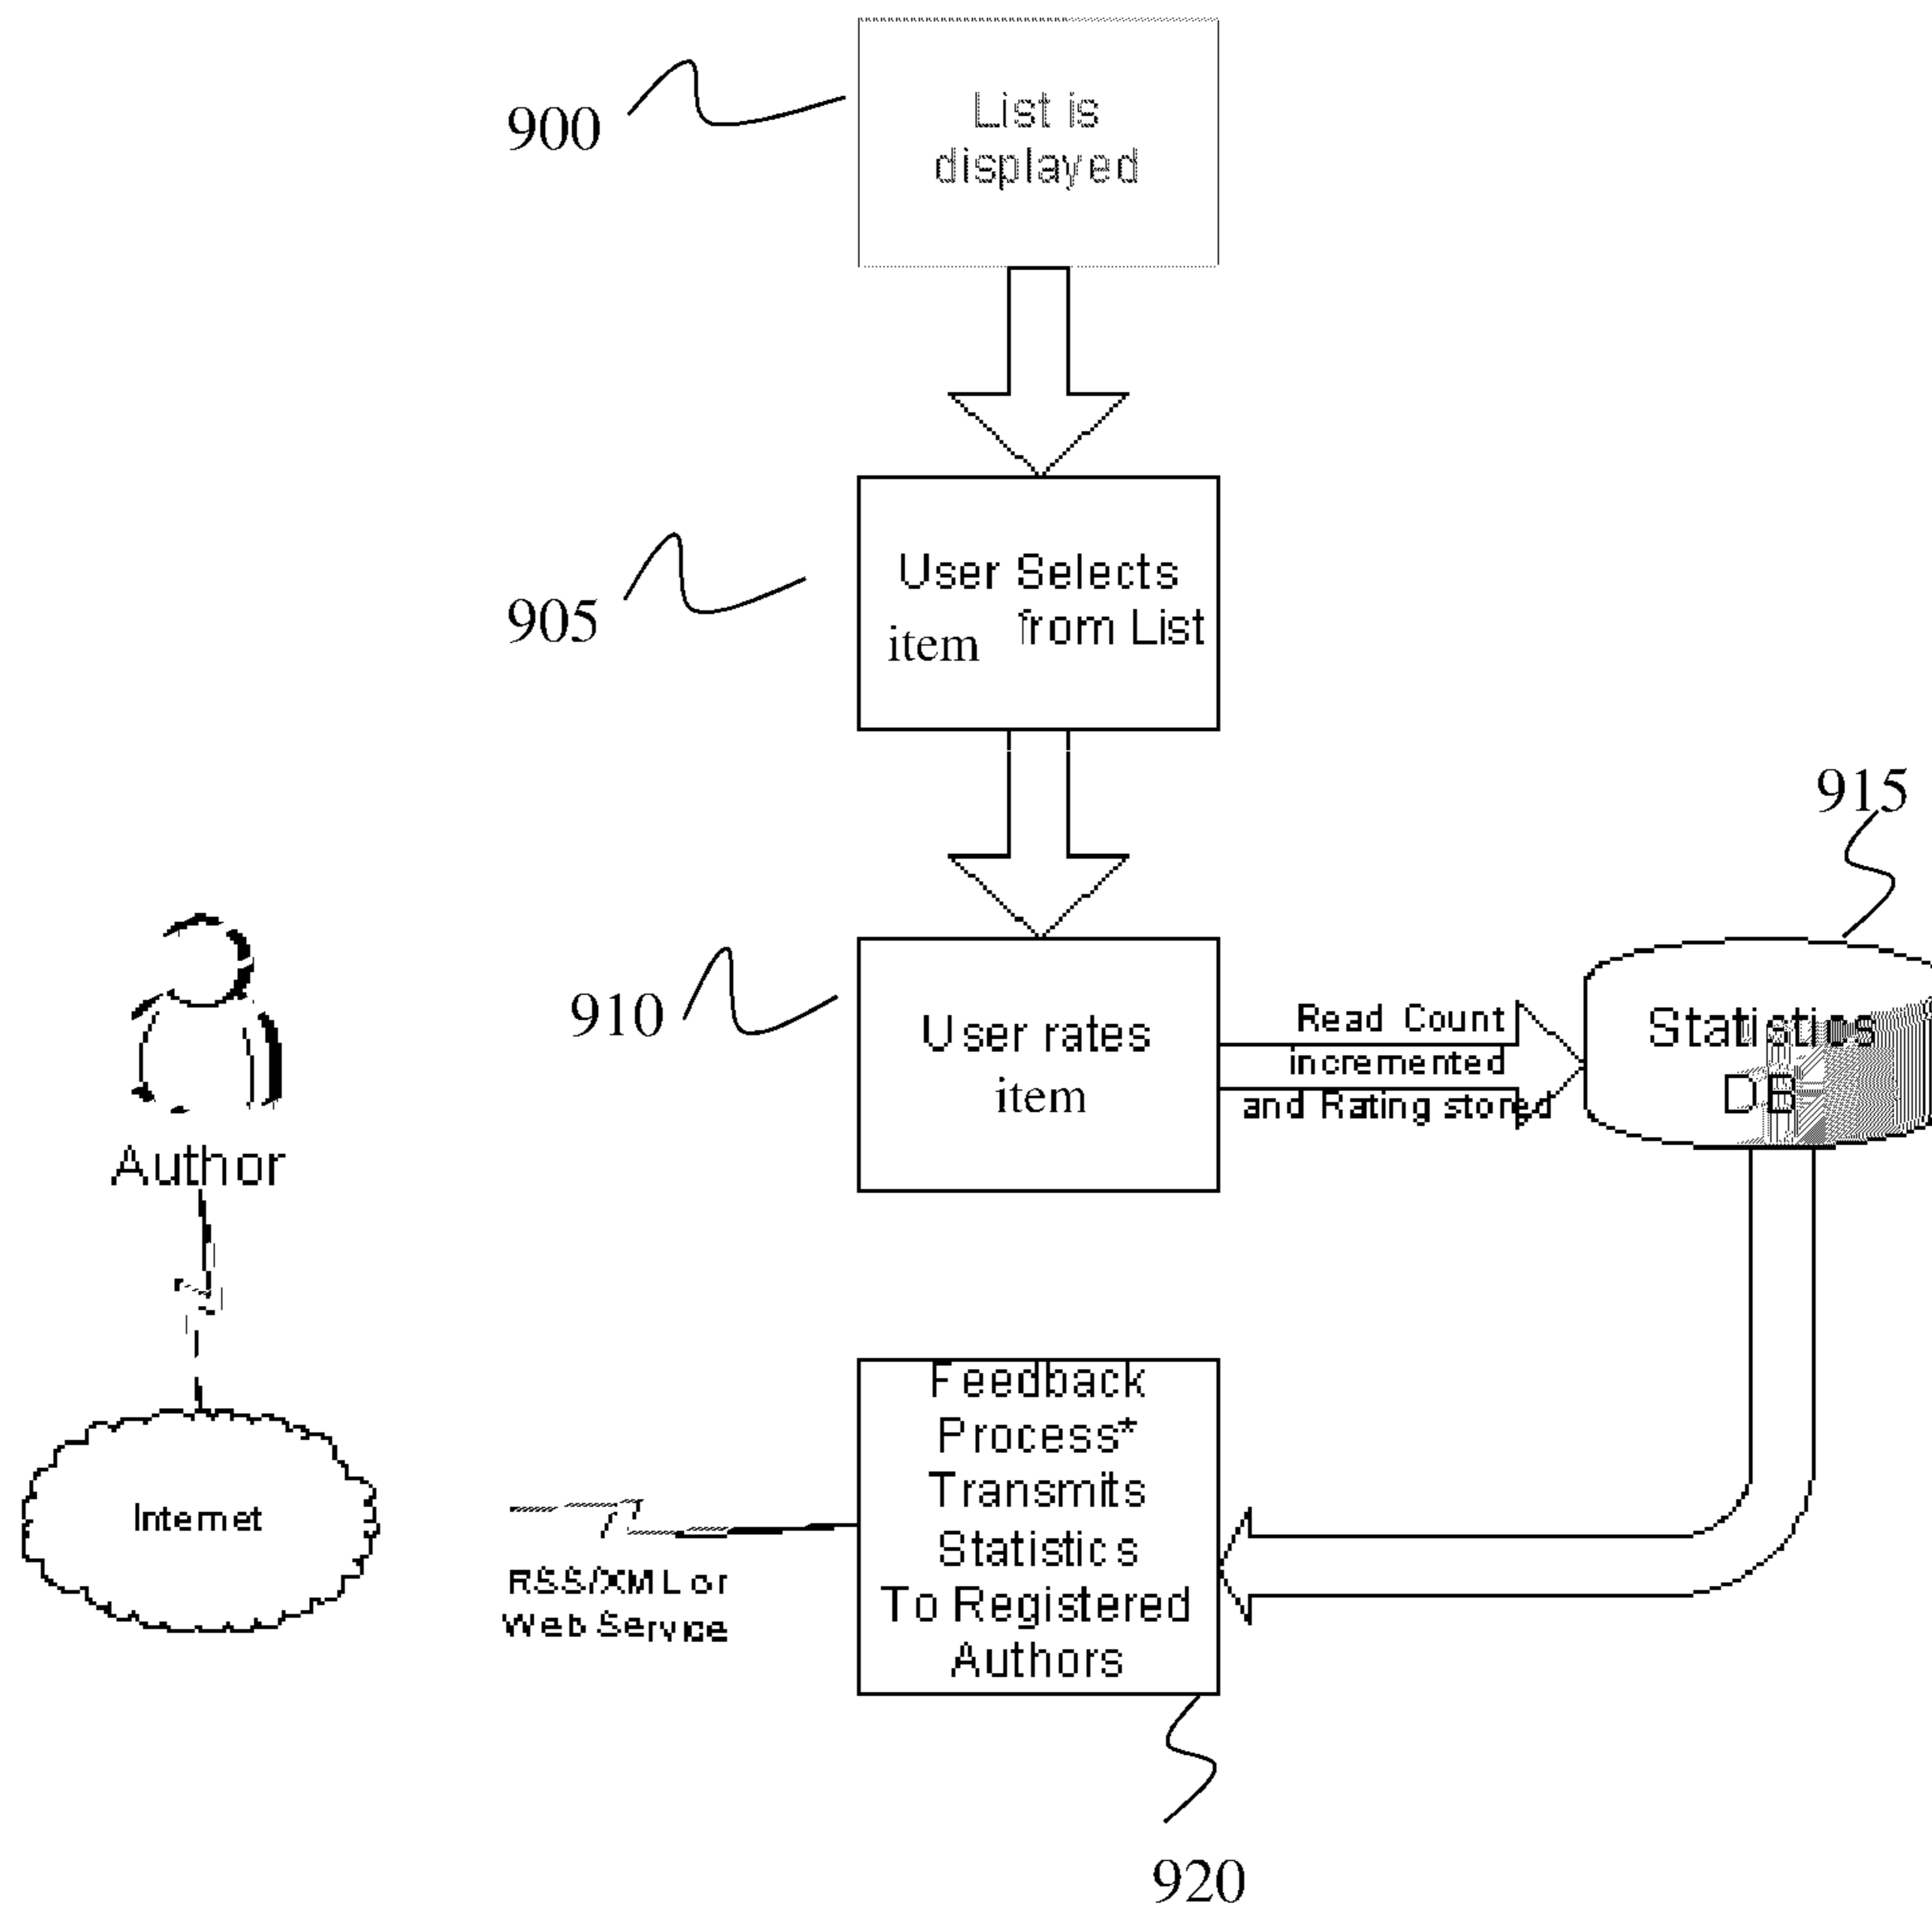 900
List is
displayed
905
User Selects
item from List
915
910
User rates
item
Read Count
incremented
and Rating stored
Statistics
DB
Author
Internet
RSS/XML or
Web Service
Feedback
Process*
Transmits
Statistics
To Registered
Authors
920